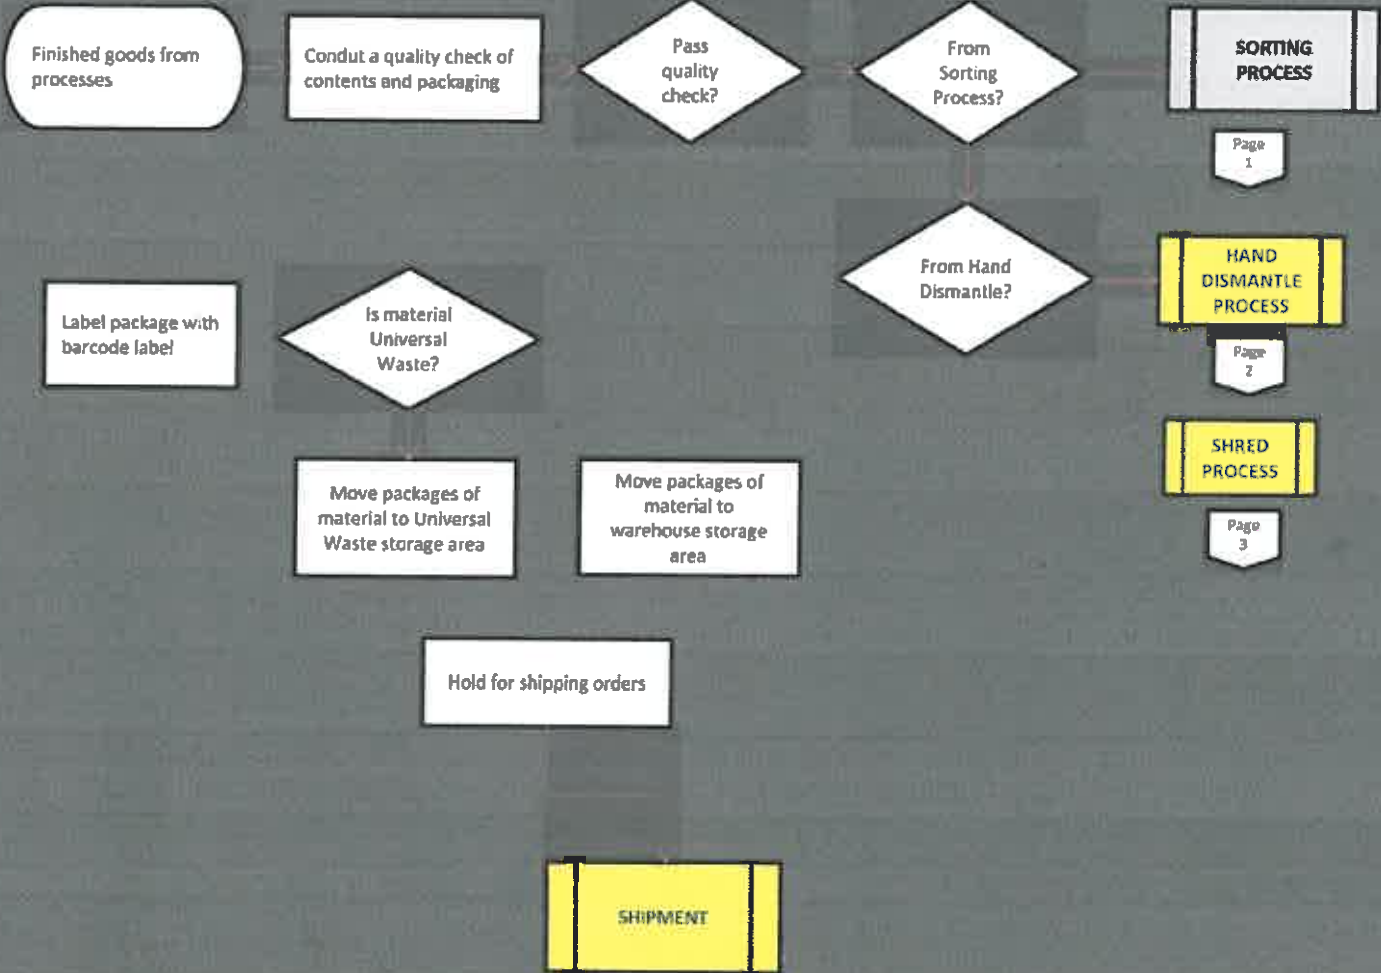 Finished goods from
processes
Condut a quality check of
contents and packaging
Pass
quality
check?
From
Sorting
Process?
SORTING
PROCESS
Page
1
From Hand
Dismantle?
HAND
DISMANTLE
PROCESS
Page
2
Label package with
barcode label
Is material
Universal
Waste?
SHRED
PROCESS
Page
3
Move packages of
material to Universal
Waste storage area
Move packages of
material to
warehouse storage
area
Hold for shipping orders
SHIPMENT